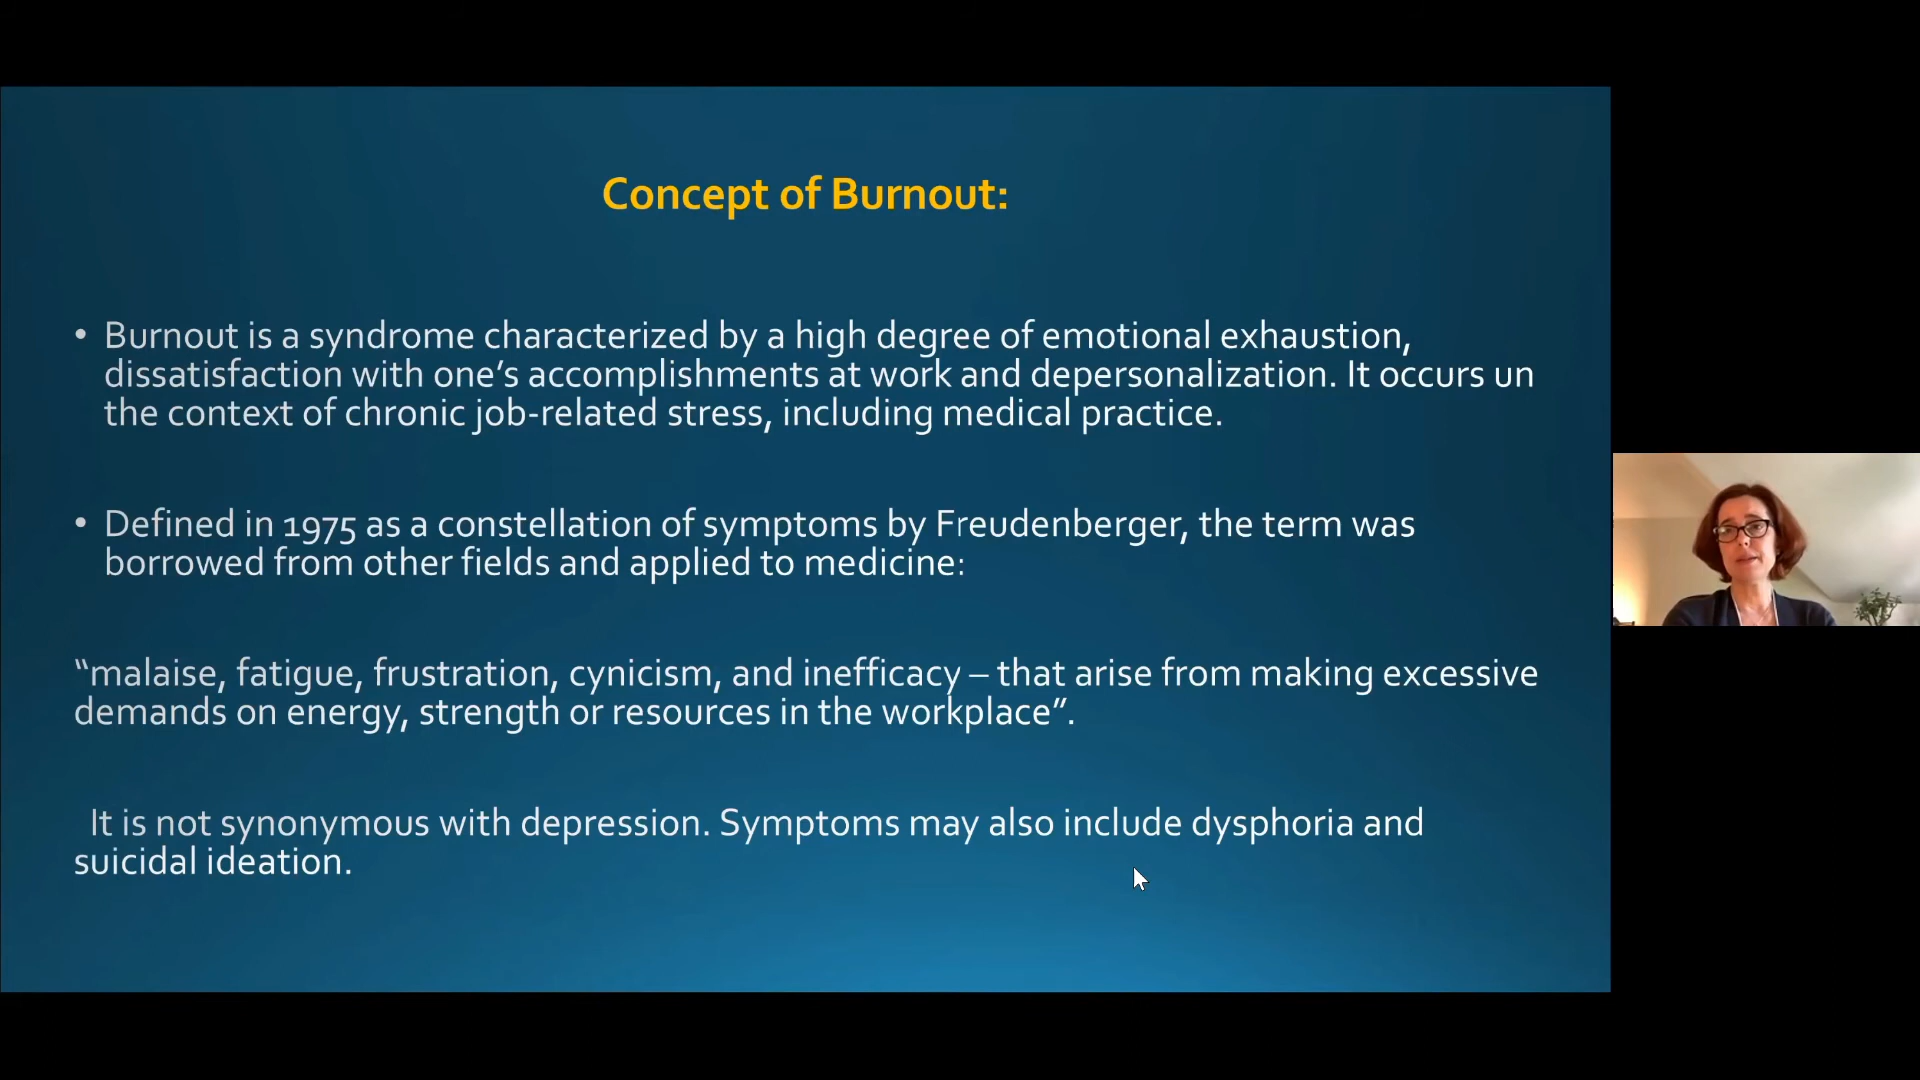 Concept of Burnout:
• Burnout is a syndrome characterized by a high degree of emotional exhaustion,
dissatisfaction with one’s accomplishments at work and depersonalization. It occurs un
the context of chronic job-related stress, including medical practice.
• Defined in 1975 as a constellation of symptoms by Freudenberger, the term was
borrowed from other fields and applied to medicine:
“malaise, fatigue, frustration, cynicism, and inefficacy – that arise from making excessive
demands on energy, strength or resources in the workplace”.
It is not synonymous with depression. Symptoms may also include dysphoria and
suicidal ideation.